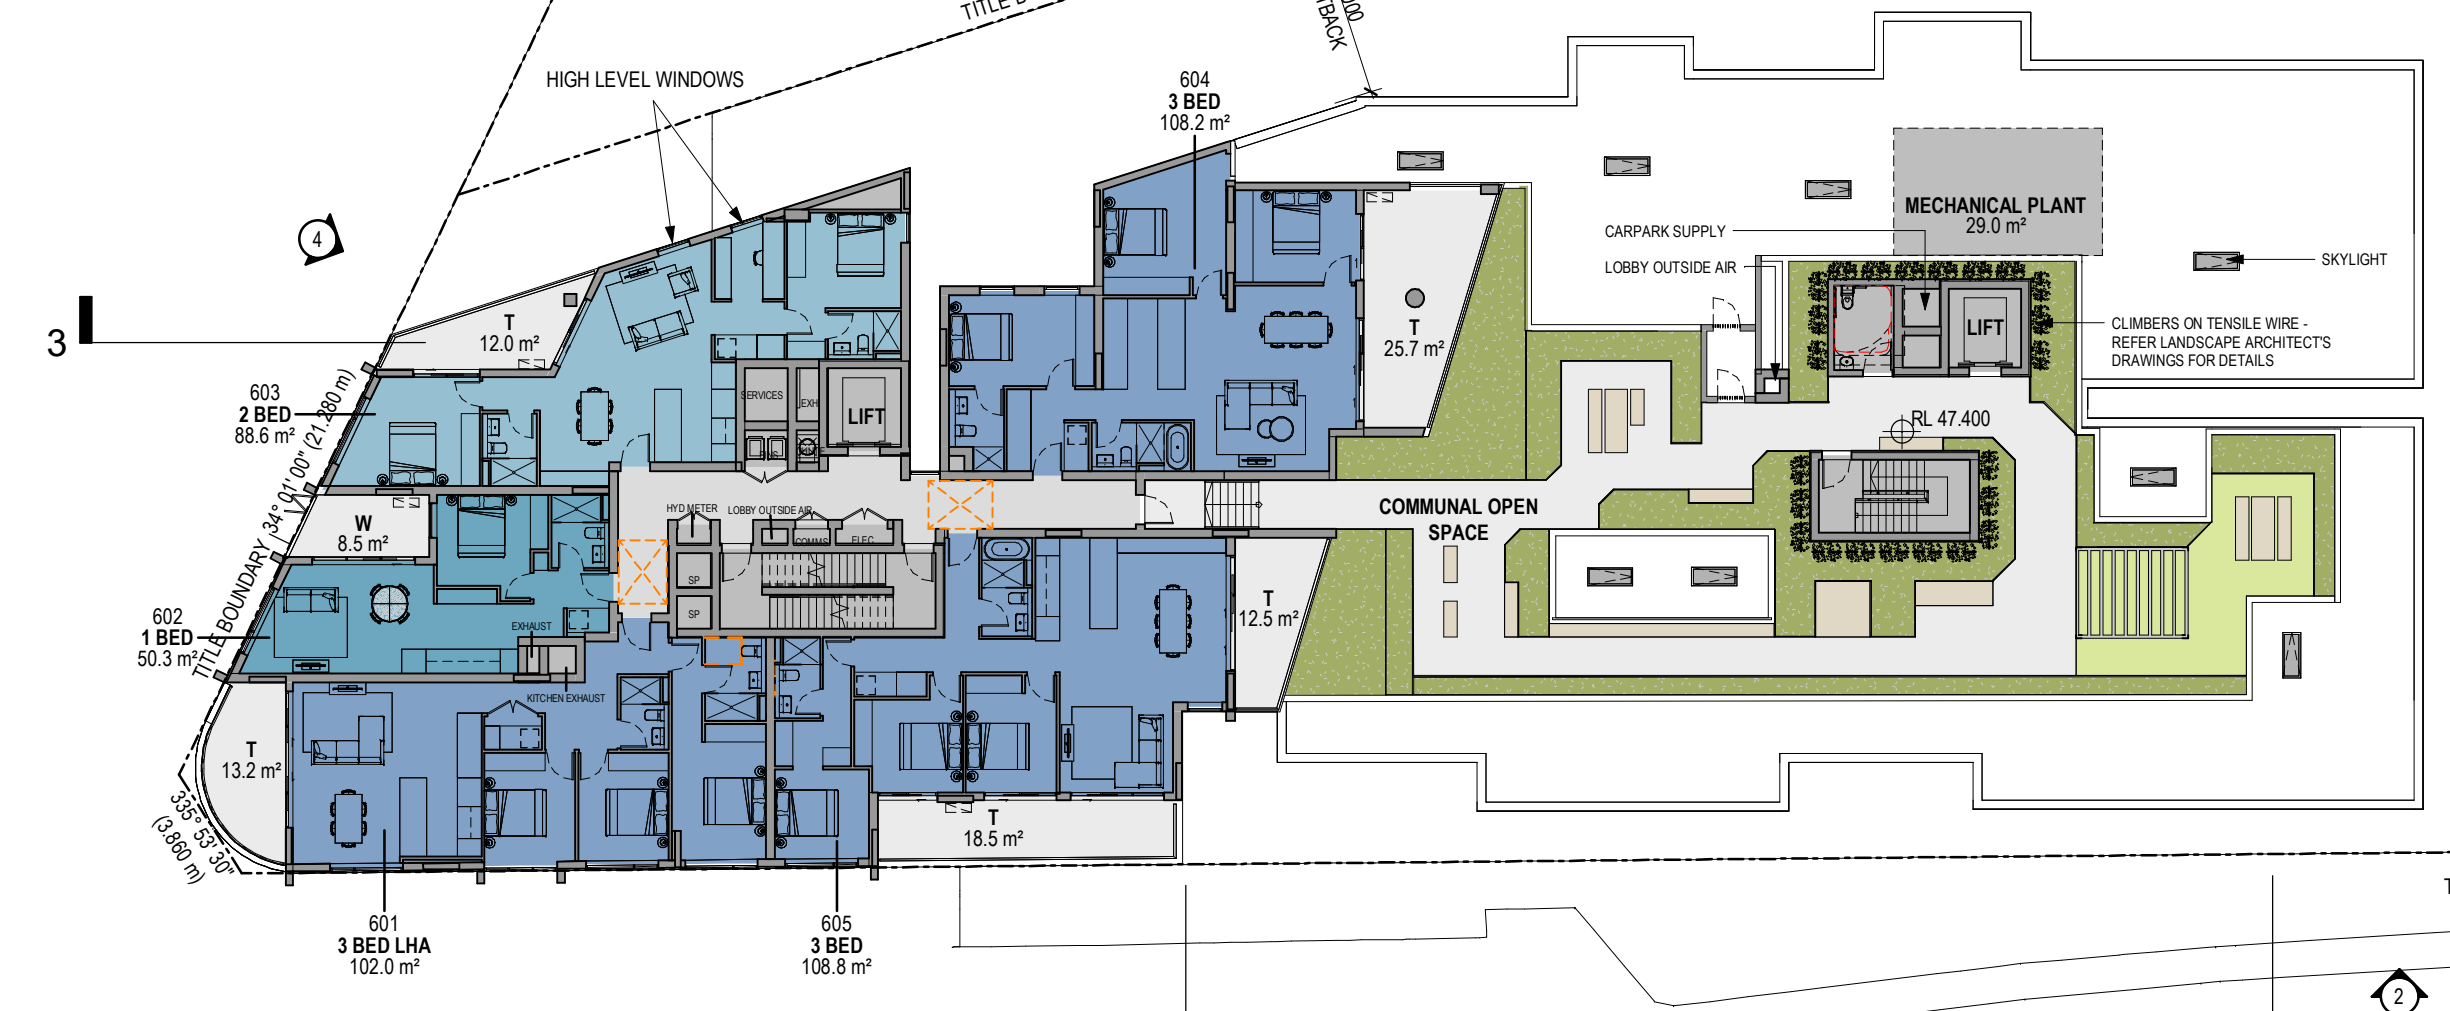 TITLE B
000
TBACK
HIGH LEVEL WINDOWS
604
3 BED
108.2 m²
MECHANICAL PLANT
29.0 m²
CARPARK SUPPLY
LOBBY OUTSIDE AIR
SKYLIGHT
4
3
T
12.0 m²
T
25.7 m²
LIFT
CLIMBERS ON TENSILE WIRE -
REFER LANDSCAPE ARCHITECT'S
DRAWINGS FOR DETAILS
603
2 BED
88.6 m²
SERVICES
EXH
LIFT
RL 47.400
TITLE BOUNDARY 34° 01' 00" (21.280 m)
W
8.5 m²
HYD METER
LOBBY OUTSIDE AIR
COMMS
ELEC
COMMUNAL OPEN
SPACE
SP
SP
T
12.5 m²
602
1 BED
50.3 m²
EXHAUST
KITCHEN EXHAUST
T
13.2 m²
335° 53' 30"
(3.860 m)
T
18.5 m²
601
3 BED LHA
102.0 m²
605
3 BED
108.8 m²
T
2